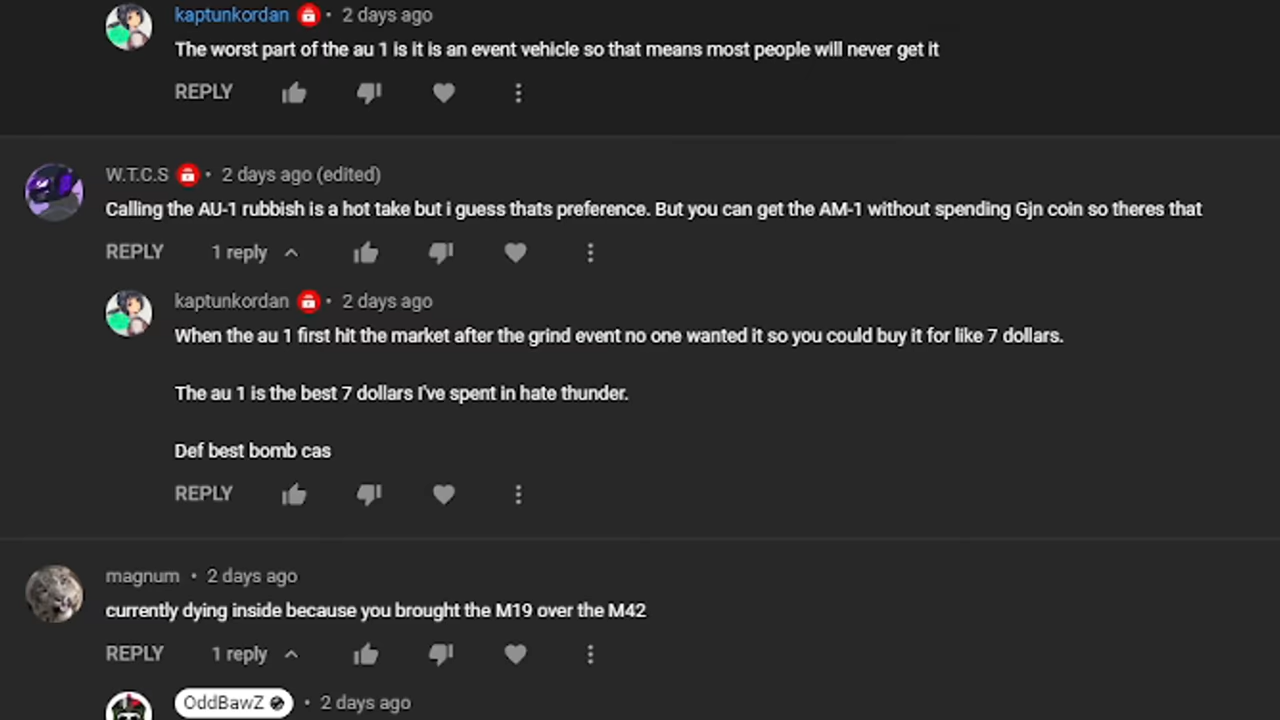 kaptunkordan • 2 days ago
The worst part of the au 1 is it is an event vehicle so that means most people will never get it
REPLY
W.T.C.S • 2 days ago (edited)
Calling the AU-1 rubbish is a hot take but i guess thats preference. But you can get the AM-1 without spending Gjn coin so theres that
REPLY 1 reply
kaptunkordan • 2 days ago
When the au 1 first hit the market after the grind event no one wanted it so you could buy it for like 7 dollars.
The au 1 is the best 7 dollars I've spent in hate thunder.
Def best bomb cas
REPLY
magnum • 2 days ago
currently dying inside because you brought the M19 over the M42
REPLY 1 reply
OddBawZ • 2 days ago